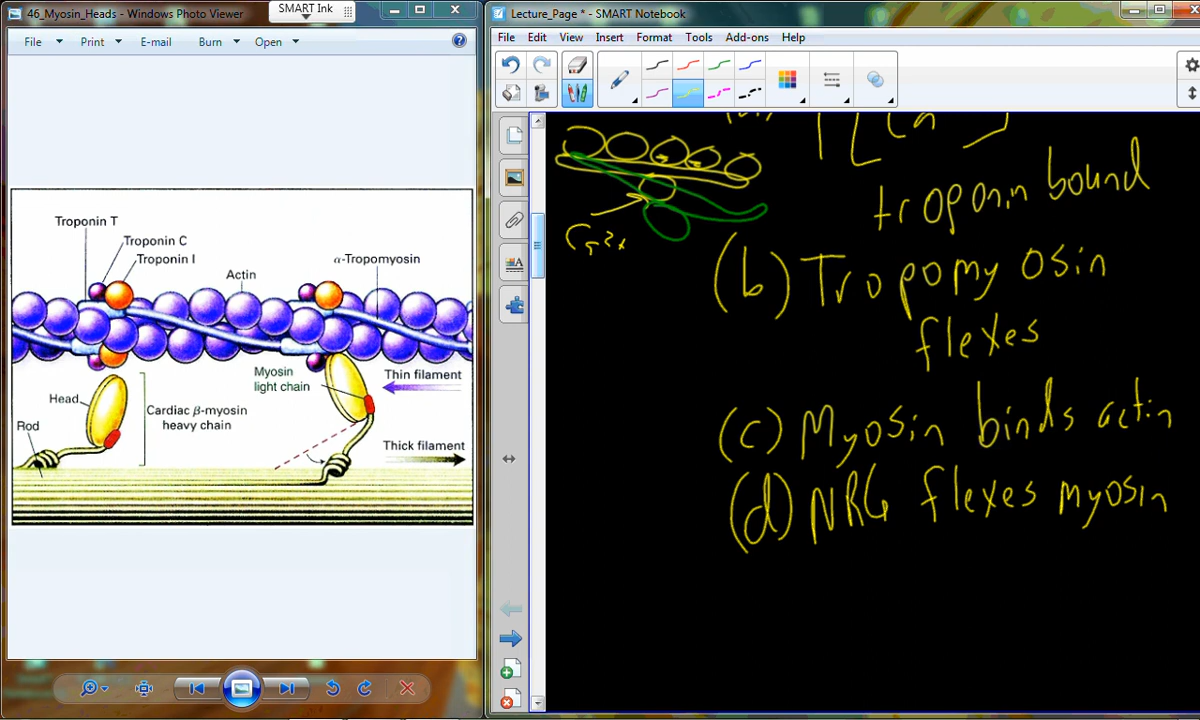 46_Myosin_Heads - Windows Photo Viewer
SMART Ink
File Print E-mail Burn Open
Troponin T
Troponin C
Troponin I
Actin
α-Tropomyosin
Myosin
light chain
Thin filament
Head
Cardiac β-myosin
heavy chain
Rod
Thick filament
Lecture_Page * - SMART Notebook
File Edit View Insert Format Tools Add-ons Help
troponin bound
(b) Tropomyosin
flexes
(c) Myosin binds actin
(d) NRG flexes myosin